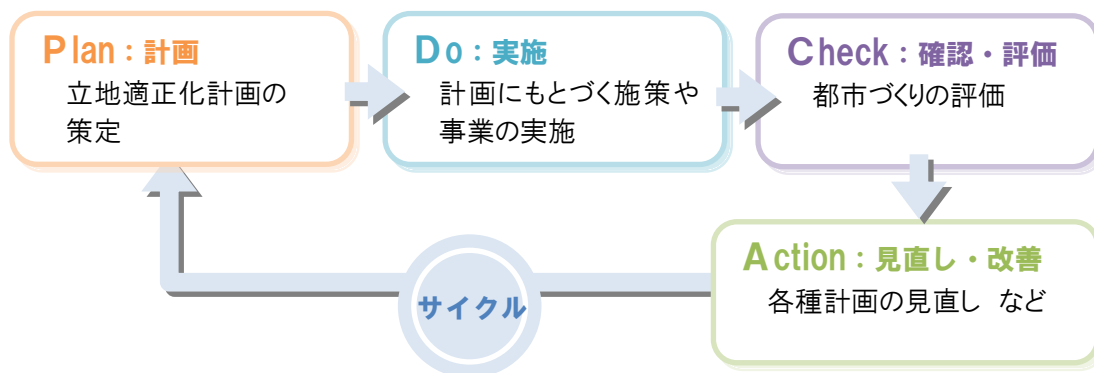 Plan：計画
立地適正化計画の
策定
Do：実施
計画にもとづく施策や
事業の実施
Check：確認・評価
都市づくりの評価
Action：見直し・改善
各種計画の見直し など
サイクル